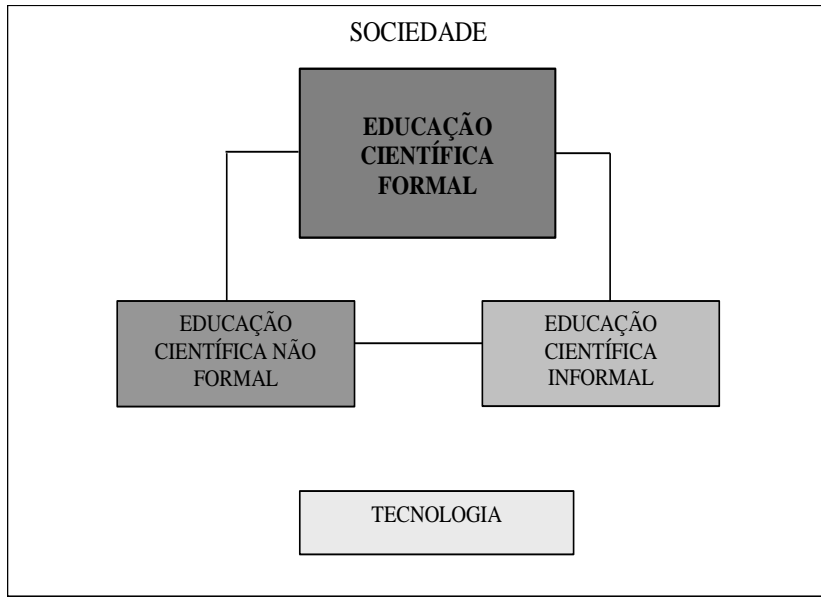 SOCIEDADE
EDUCAÇÃO
CIENTÍFICA
FORMAL
EDUCAÇÃO
CIENTÍFICA NÃO
FORMAL
EDUCAÇÃO
CIENTÍFICA
INFORMAL
TECNOLOGIA